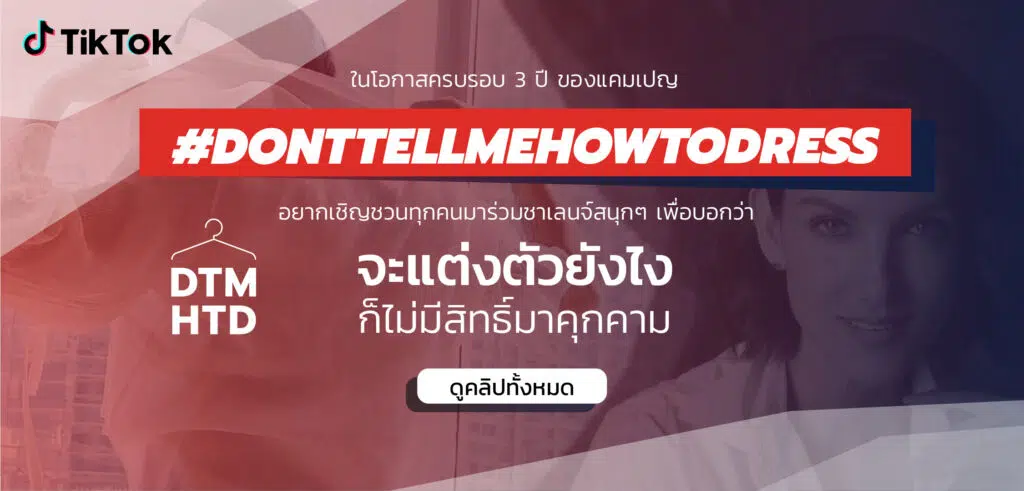 TikTok
ในโอกาสครบรอบ 3 ปี ของแคมเปญ
#DONTTELLMEHOWTODRESS
อยากเชิญชวนทุกคนมาร่วมชาเลนจ์สนุกๆ เพื่อบอกว่า
DTM
HTD
จะแต่งตัวยังไง
ก็ไม่มีสิทธิ์มาคุกคาม
ดูคลิปทั้งหมด